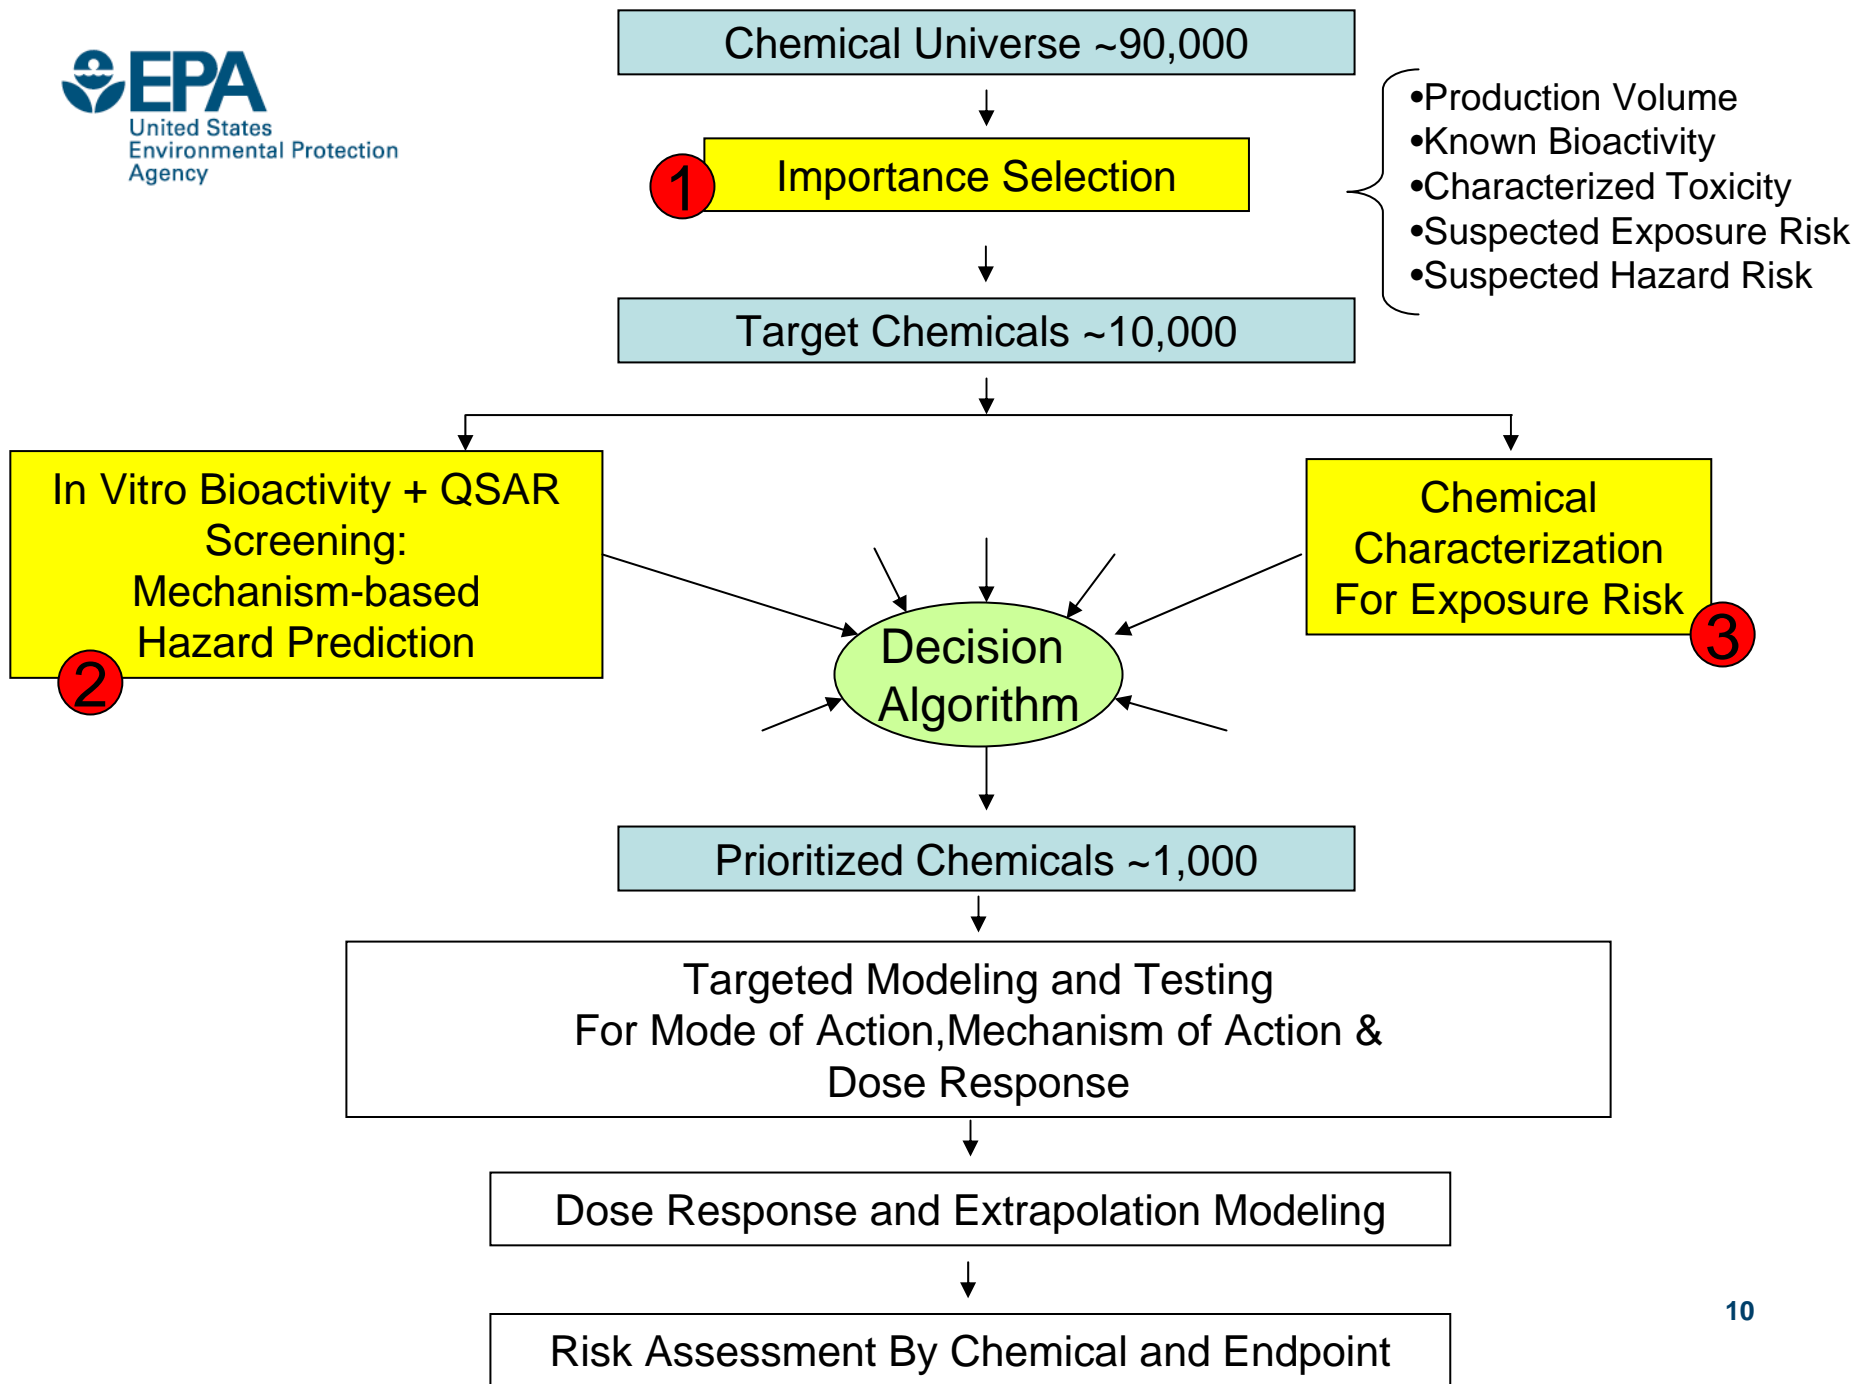 EPA
United States
Environmental Protection
Agency
Chemical Universe ~90,000
1
Importance Selection
•Production Volume
•Known Bioactivity
•Characterized Toxicity
•Suspected Exposure Risk
•Suspected Hazard Risk
Target Chemicals ~10,000
In Vitro Bioactivity + QSAR
Screening:
Mechanism-based
Hazard Prediction
2
Chemical
Characterization
For Exposure Risk
3
Decision
Algorithm
Prioritized Chemicals ~1,000
Targeted Modeling and Testing
For Mode of Action,Mechanism of Action &
Dose Response
Dose Response and Extrapolation Modeling
Risk Assessment By Chemical and Endpoint
10